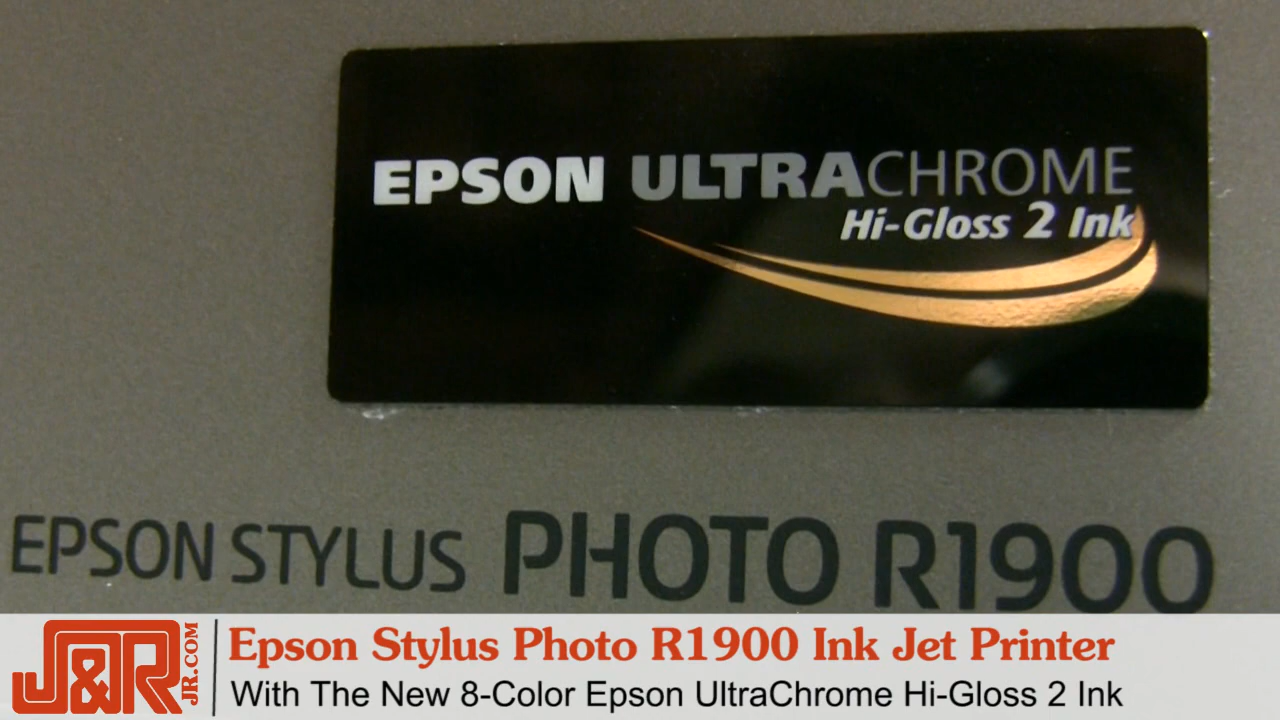 EPSON ULTRACHROME
Hi-Gloss 2 Ink
EPSON STYLUS PHOTO R1900
J&R
JR.COM
Epson Stylus Photo R1900 Ink Jet Printer
With The New 8-Color Epson UltraChrome Hi-Gloss 2 Ink